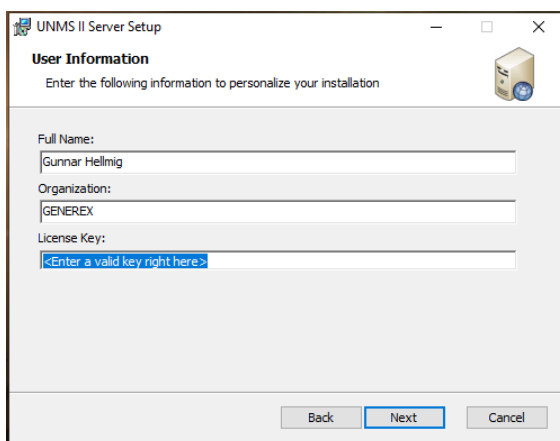 UNMS II Server Setup
User Information
Enter the following information to personalize your installation
Full Name:
Gunnar Hellmig
Organization:
GENEREX
License Key:
<Enter a valid key right here>
Back Next Cancel